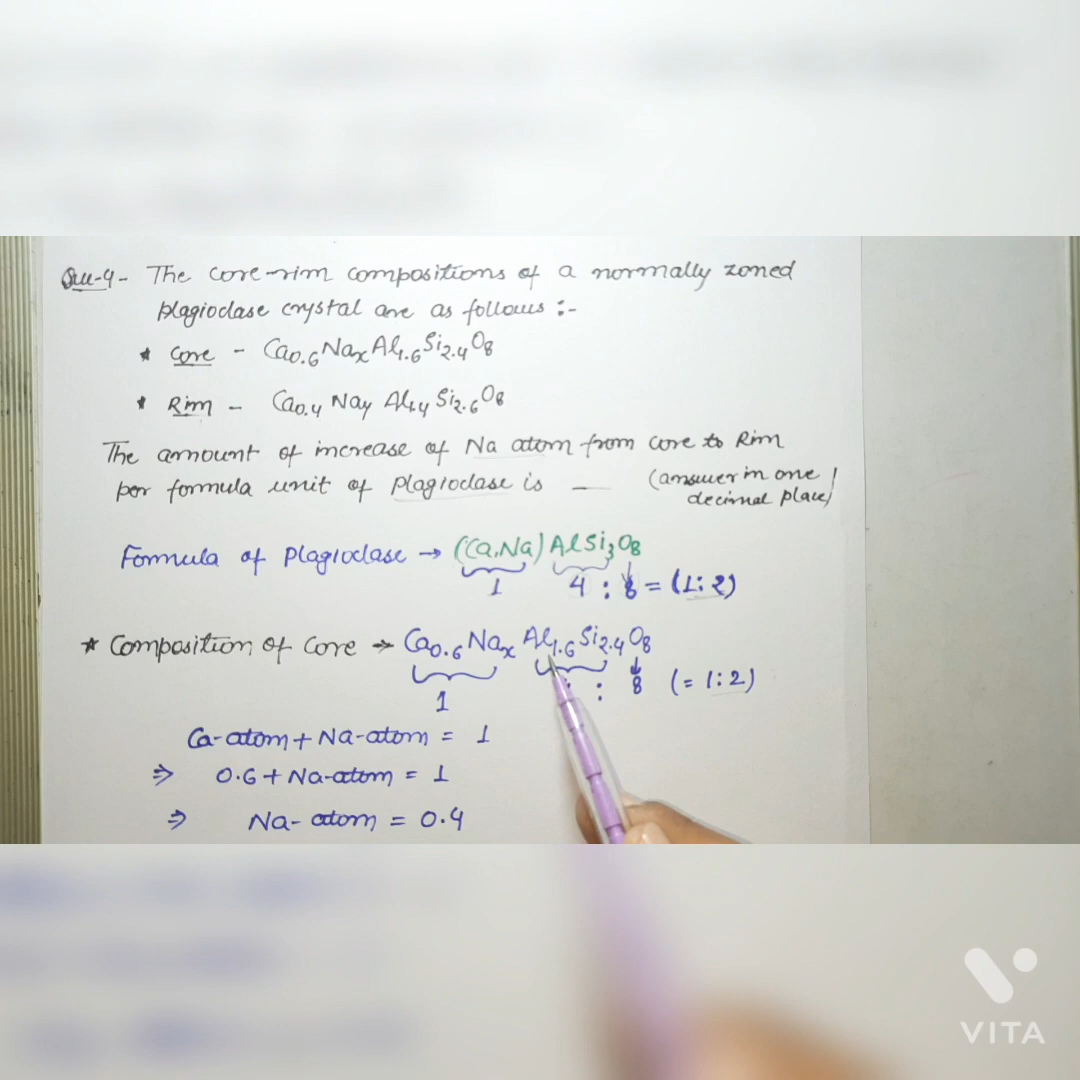 Que-4- The core-rim compositions of a normally zoned
plagioclase crystal are as follows :-
* Core - Ca0.6 Nax Al1.6 Si2.4 O8
* Rim - Ca0.4 Nay Al1.4 Si2.6 O8
The amount of increase of Na atom from core to Rim
per formula unit of plagioclase is — (answer in one
decimal place)
Formula of Plagioclase → (Ca,Na) AlSi3O8
1 4 : 8 = (1:2)
* Composition of Core → Ca0.6 Nax Al1.6 Si2.4 O8
1 : 8 (= 1:2)
Ca-atom + Na-atom = 1
⇒ 0.6 + Na-atom = 1
⇒ Na-atom = 0.4
VITA